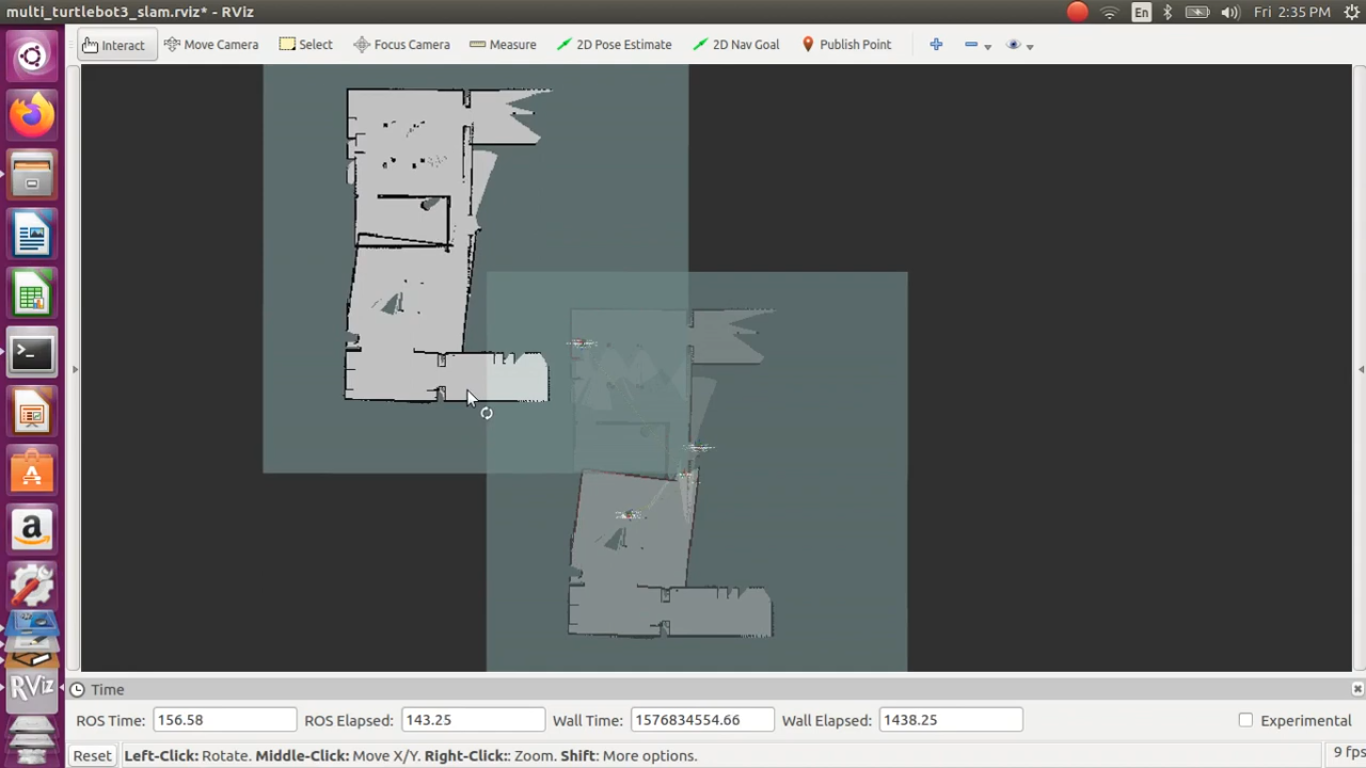 multi_turtlebot3_slam.rviz* - RViz
En
Fri 2:35 PM
Interact
Move Camera
Select
Focus Camera
Measure
2D Pose Estimate
2D Nav Goal
Publish Point
RViz
Time
ROS Time: 156.58
ROS Elapsed: 143.25
Wall Time: 1576834554.66
Wall Elapsed: 1438.25
Experimental
Reset
Left-Click: Rotate. Middle-Click: Move X/Y. Right-Click:: Zoom. Shift: More options.
9 fps